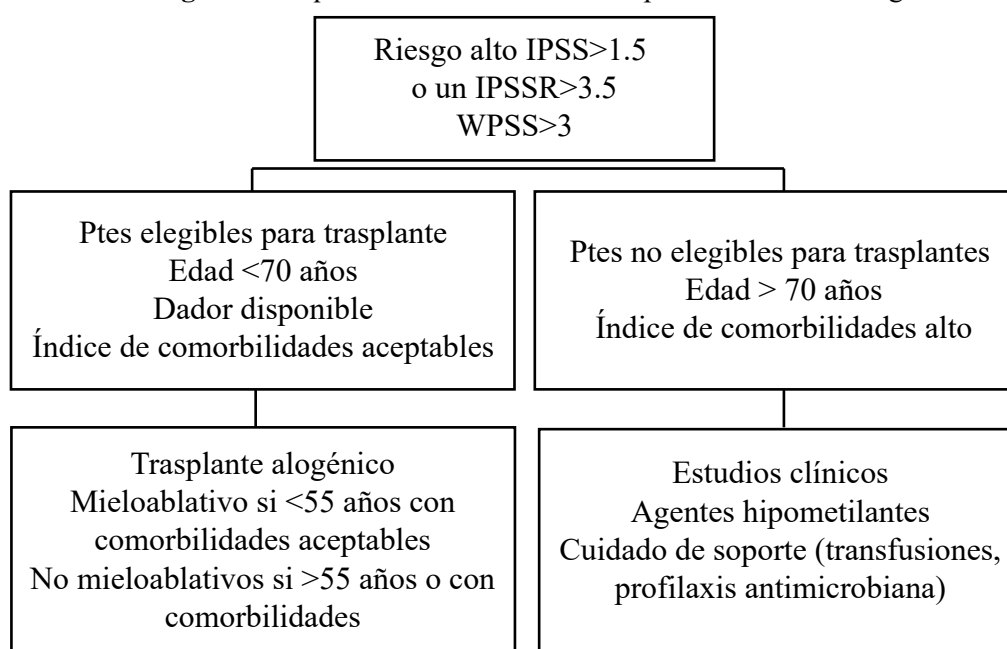 Riesgo alto IPSS>1.5
o un IPSSR>3.5
WPSS>3
Ptes elegibles para trasplante
Edad <70 años
Dador disponible
Índice de comorbilidades aceptables
Ptes no elegibles para trasplantes
Edad > 70 años
Índice de comorbilidades alto
Trasplante alogénico
Mieloablativo si <55 años con
comorbilidades aceptables
No mieloablativos si >55 años o con
comorbilidades
Estudios clínicos
Agentes hipometilantes
Cuidado de soporte (transfusiones,
profilaxis antimicrobiana)